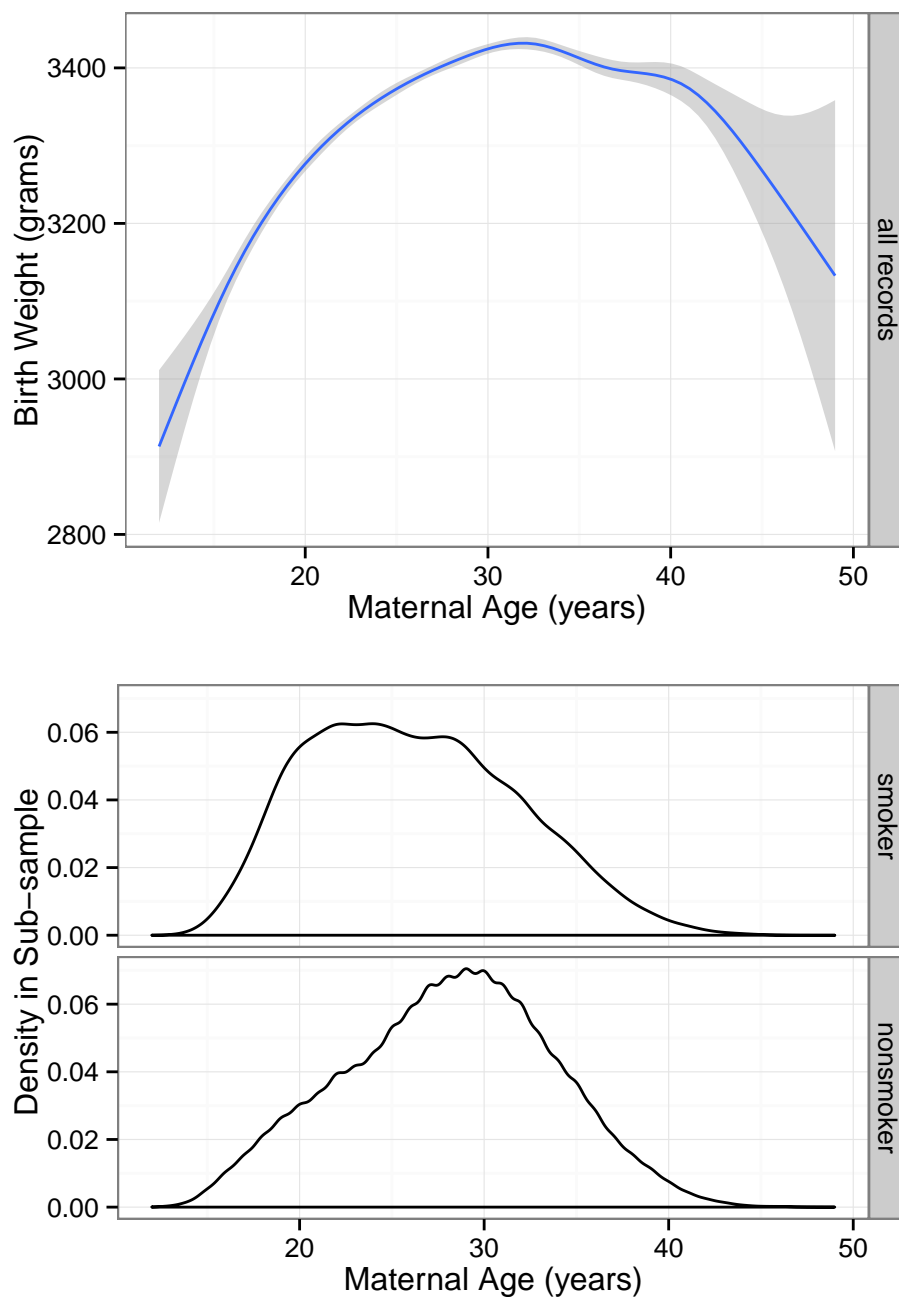 Birth Weight (grams)
3400
3200
3000
2800
all records
20 30 40 50
Maternal Age (years)
Density in Sub−sample
0.06
0.04
0.02
0.00
smoker
0.06
0.04
0.02
0.00
nonsmoker
20 30 40 50
Maternal Age (years)